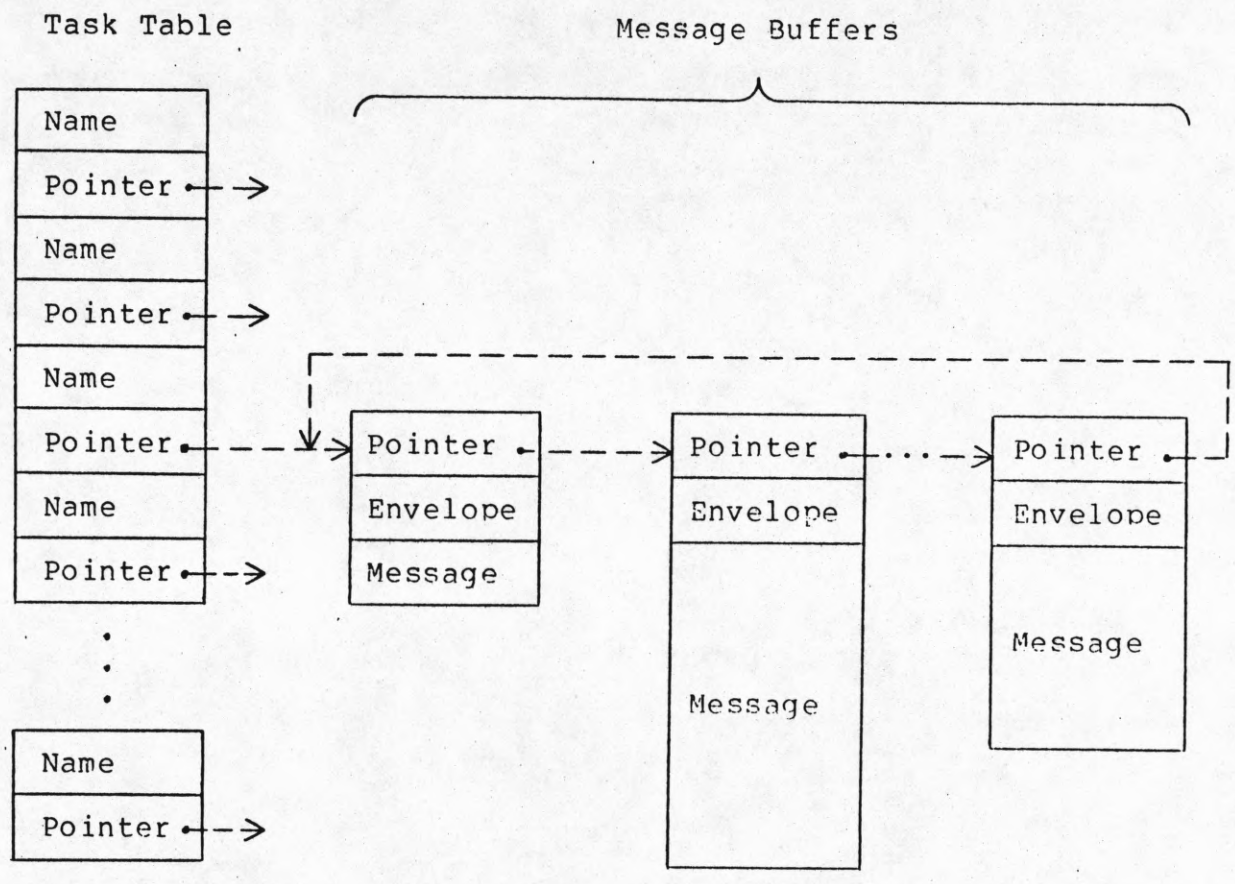 Task Table
Message Buffers
Name
Pointer
Name
Pointer
Name
Pointer
Name
Pointer
Name
Pointer
Pointer
Envelope
Message
Pointer
Envelope
Message
Pointer
Envelope
Message